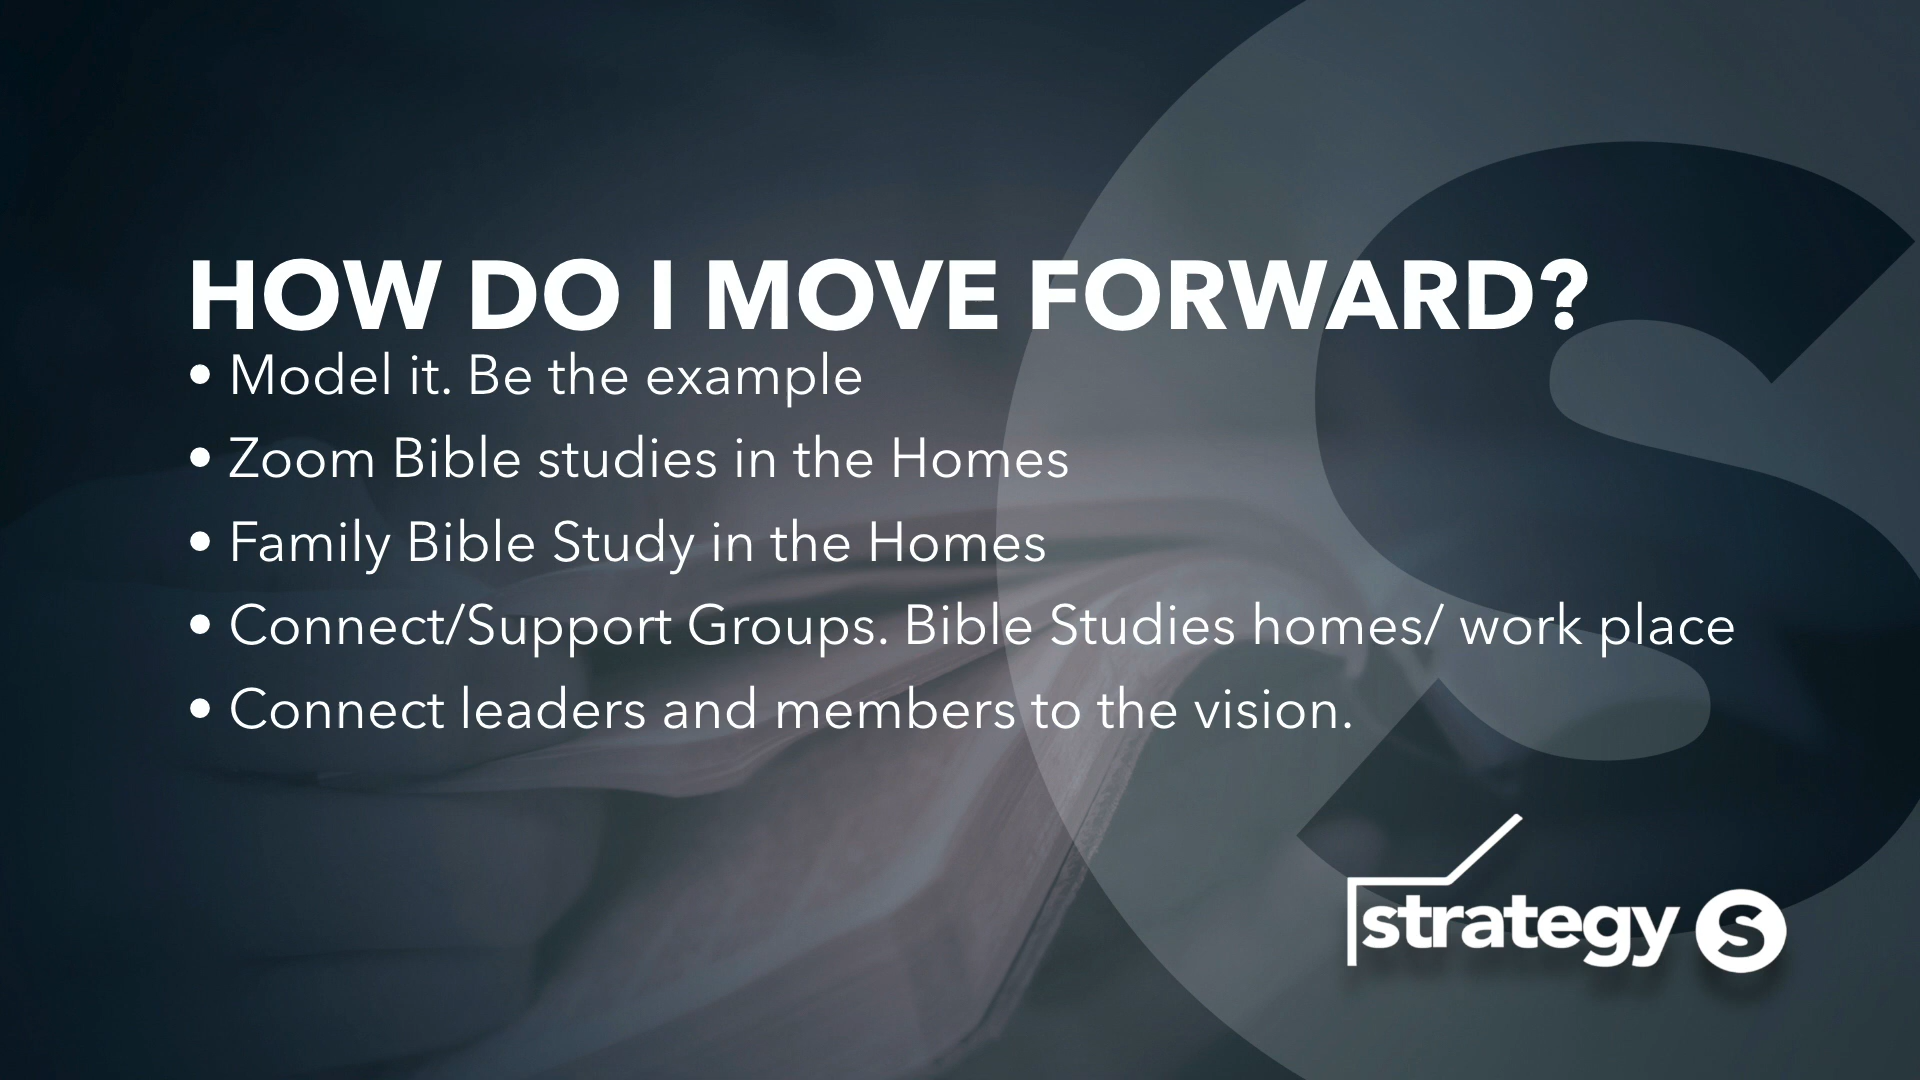 HOW DO I MOVE FORWARD?
• Model it. Be the example
• Zoom Bible studies in the Homes
• Family Bible Study in the Homes
• Connect/Support Groups. Bible Studies homes/ work place
• Connect leaders and members to the vision.
strategy S